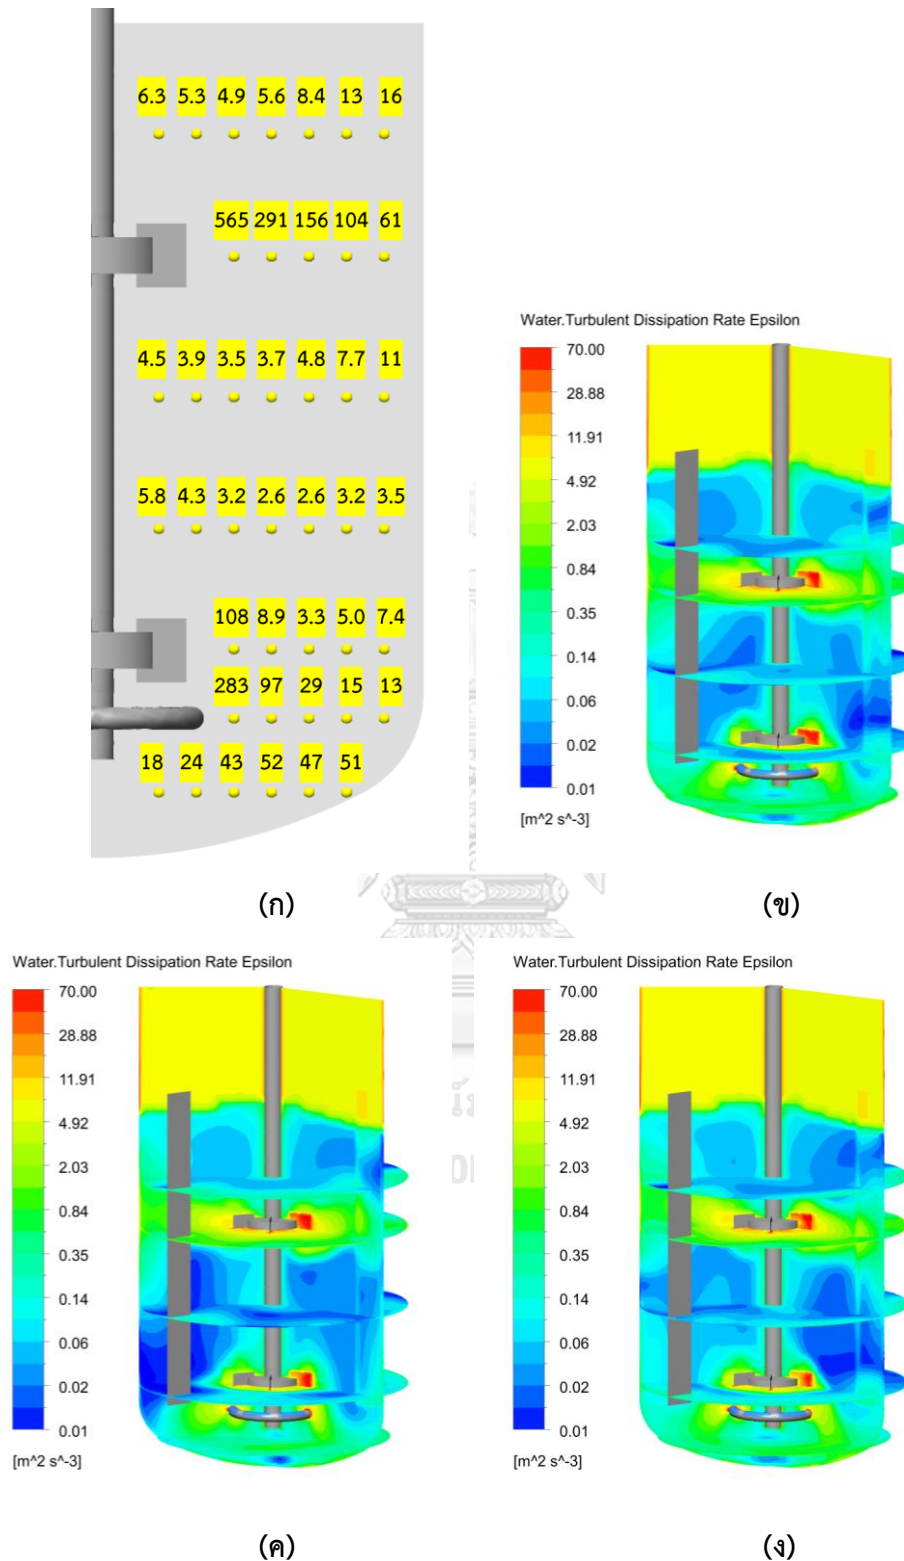 6.3 5.3 4.9 5.6 8.4 13 16
565 291 156 104 61
4.5 3.9 3.5 3.7 4.8 7.7 11
5.8 4.3 3.2 2.6 2.6 3.2 3.5
108 8.9 3.3 5.0 7.4
283 97 29 15 13
18 24 43 52 47 51
(ก)
Water.Turbulent Dissipation Rate Epsilon
70.00
28.88
11.91
4.92
2.03
0.84
0.35
0.14
0.06
0.02
0.01
[m^2 s^-3]
(ข)
Water.Turbulent Dissipation Rate Epsilon
70.00
28.88
11.91
4.92
2.03
0.84
0.35
0.14
0.06
0.02
0.01
[m^2 s^-3]
(ค)
Water.Turbulent Dissipation Rate Epsilon
70.00
28.88
11.91
4.92
2.03
0.84
0.35
0.14
0.06
0.02
0.01
[m^2 s^-3]
(ง)